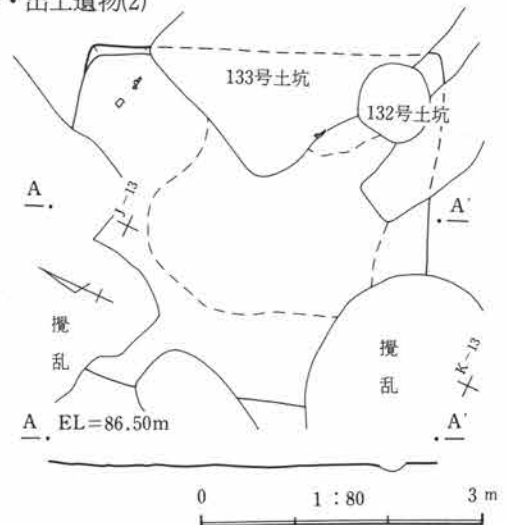 ・出土遺物(2)
133号土坑
132号土坑
A
A'
J-13
攪乱
攪乱
K-13
A EL=86.50m
A'
0 1:80 3 m